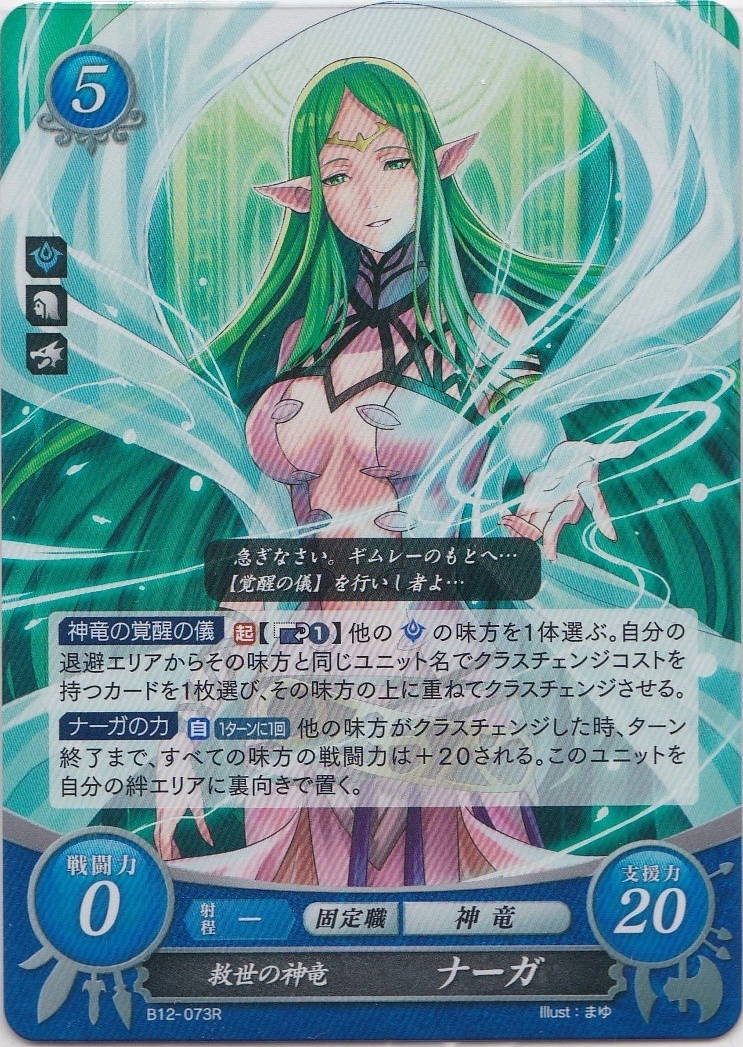 5
急ぎなさい。ギムレーのもとへ…
【覚醒の儀】を行いし者よ…
神竜の覚醒の儀 起【 1】他の の味方を1体選ぶ。自分の
退避エリアからその味方と同じユニット名でクラスチェンジコストを
持つカードを1枚選び、その味方の上に重ねてクラスチェンジさせる。
ナーガの力 自 1ターンに1回 他の味方がクラスチェンジした時、ターン
終了まで、すべての味方の戦闘力は+20される。このユニットを
自分の絆エリアに裏向きで置く。
戦闘力
0
射程 —
固定職 神竜
支援力
20
救世の神竜 ナーガ
B12-073R
Illust：まゆ